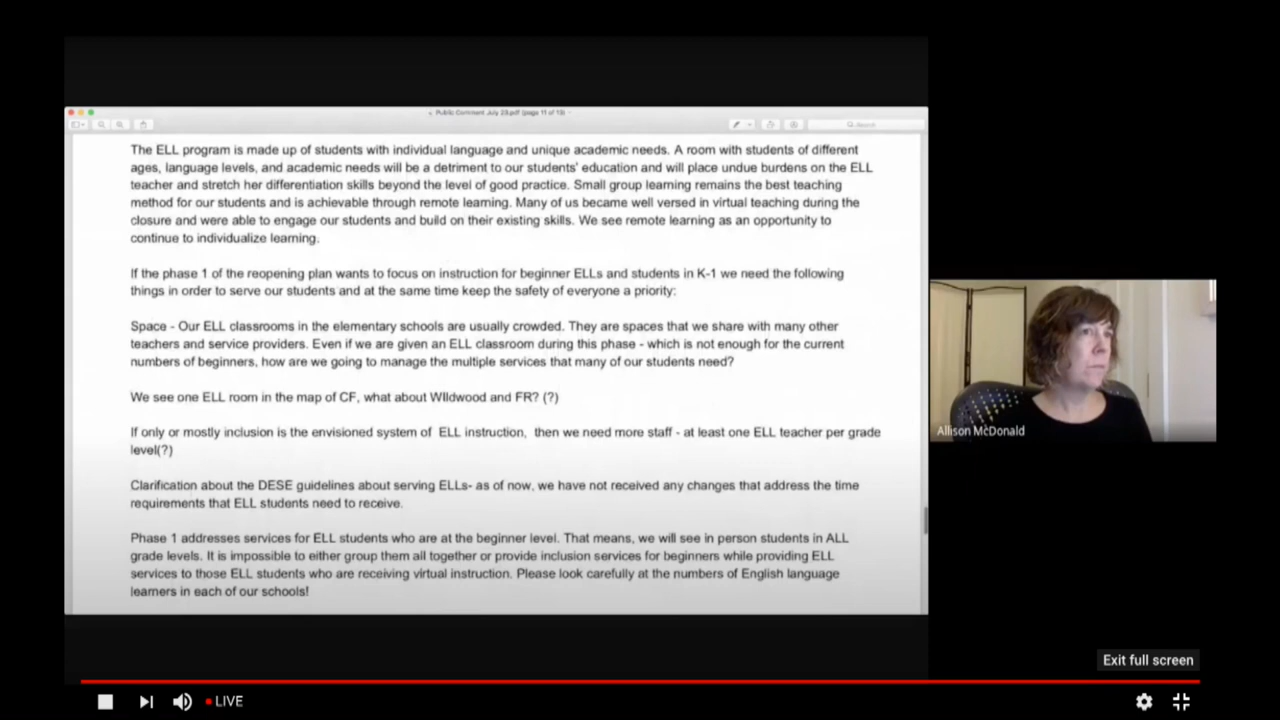 Public Comment July 23.pdf (page 11 of 19)
Search
The ELL program is made up of students with individual language and unique academic needs. A room with students of different
ages, language levels, and academic needs will be a detriment to our students' education and will place undue burdens on the ELL
teacher and stretch her differentiation skills beyond the level of good practice. Small group learning remains the best teaching
method for our students and is achievable through remote learning. Many of us became well versed in virtual teaching during the
closure and were able to engage our students and build on their existing skills. We see remote learning as an opportunity to
continue to individualize learning.
If the phase 1 of the reopening plan wants to focus on instruction for beginner ELLs and students in K-1 we need the following
things in order to serve our students and at the same time keep the safety of everyone a priority:
Space - Our ELL classrooms in the elementary schools are usually crowded. They are spaces that we share with many other
teachers and service providers. Even if we are given an ELL classroom during this phase - which is not enough for the current
numbers of beginners, how are we going to manage the multiple services that many of our students need?
We see one ELL room in the map of CF, what about WIldwood and FR? (?)
If only or mostly inclusion is the envisioned system of ELL instruction, then we need more staff - at least one ELL teacher per grade
level(?)
Clarification about the DESE guidelines about serving ELLs- as of now, we have not received any changes that address the time
requirements that ELL students need to receive.
Phase 1 addresses services for ELL students who are at the beginner level. That means, we will see in person students in ALL
grade levels. It is impossible to either group them all together or provide inclusion services for beginners while providing ELL
services to those ELL students who are receiving virtual instruction. Please look carefully at the numbers of English language
learners in each of our schools!
Allison McDonald
Exit full screen
LIVE